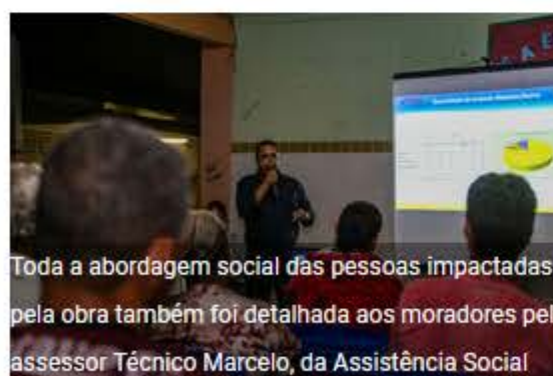 Toda a abordagem social das pessoas impactadas
pela obra também foi detalhada aos moradores pel
assessor Técnico Marcelo, da Assistência Social